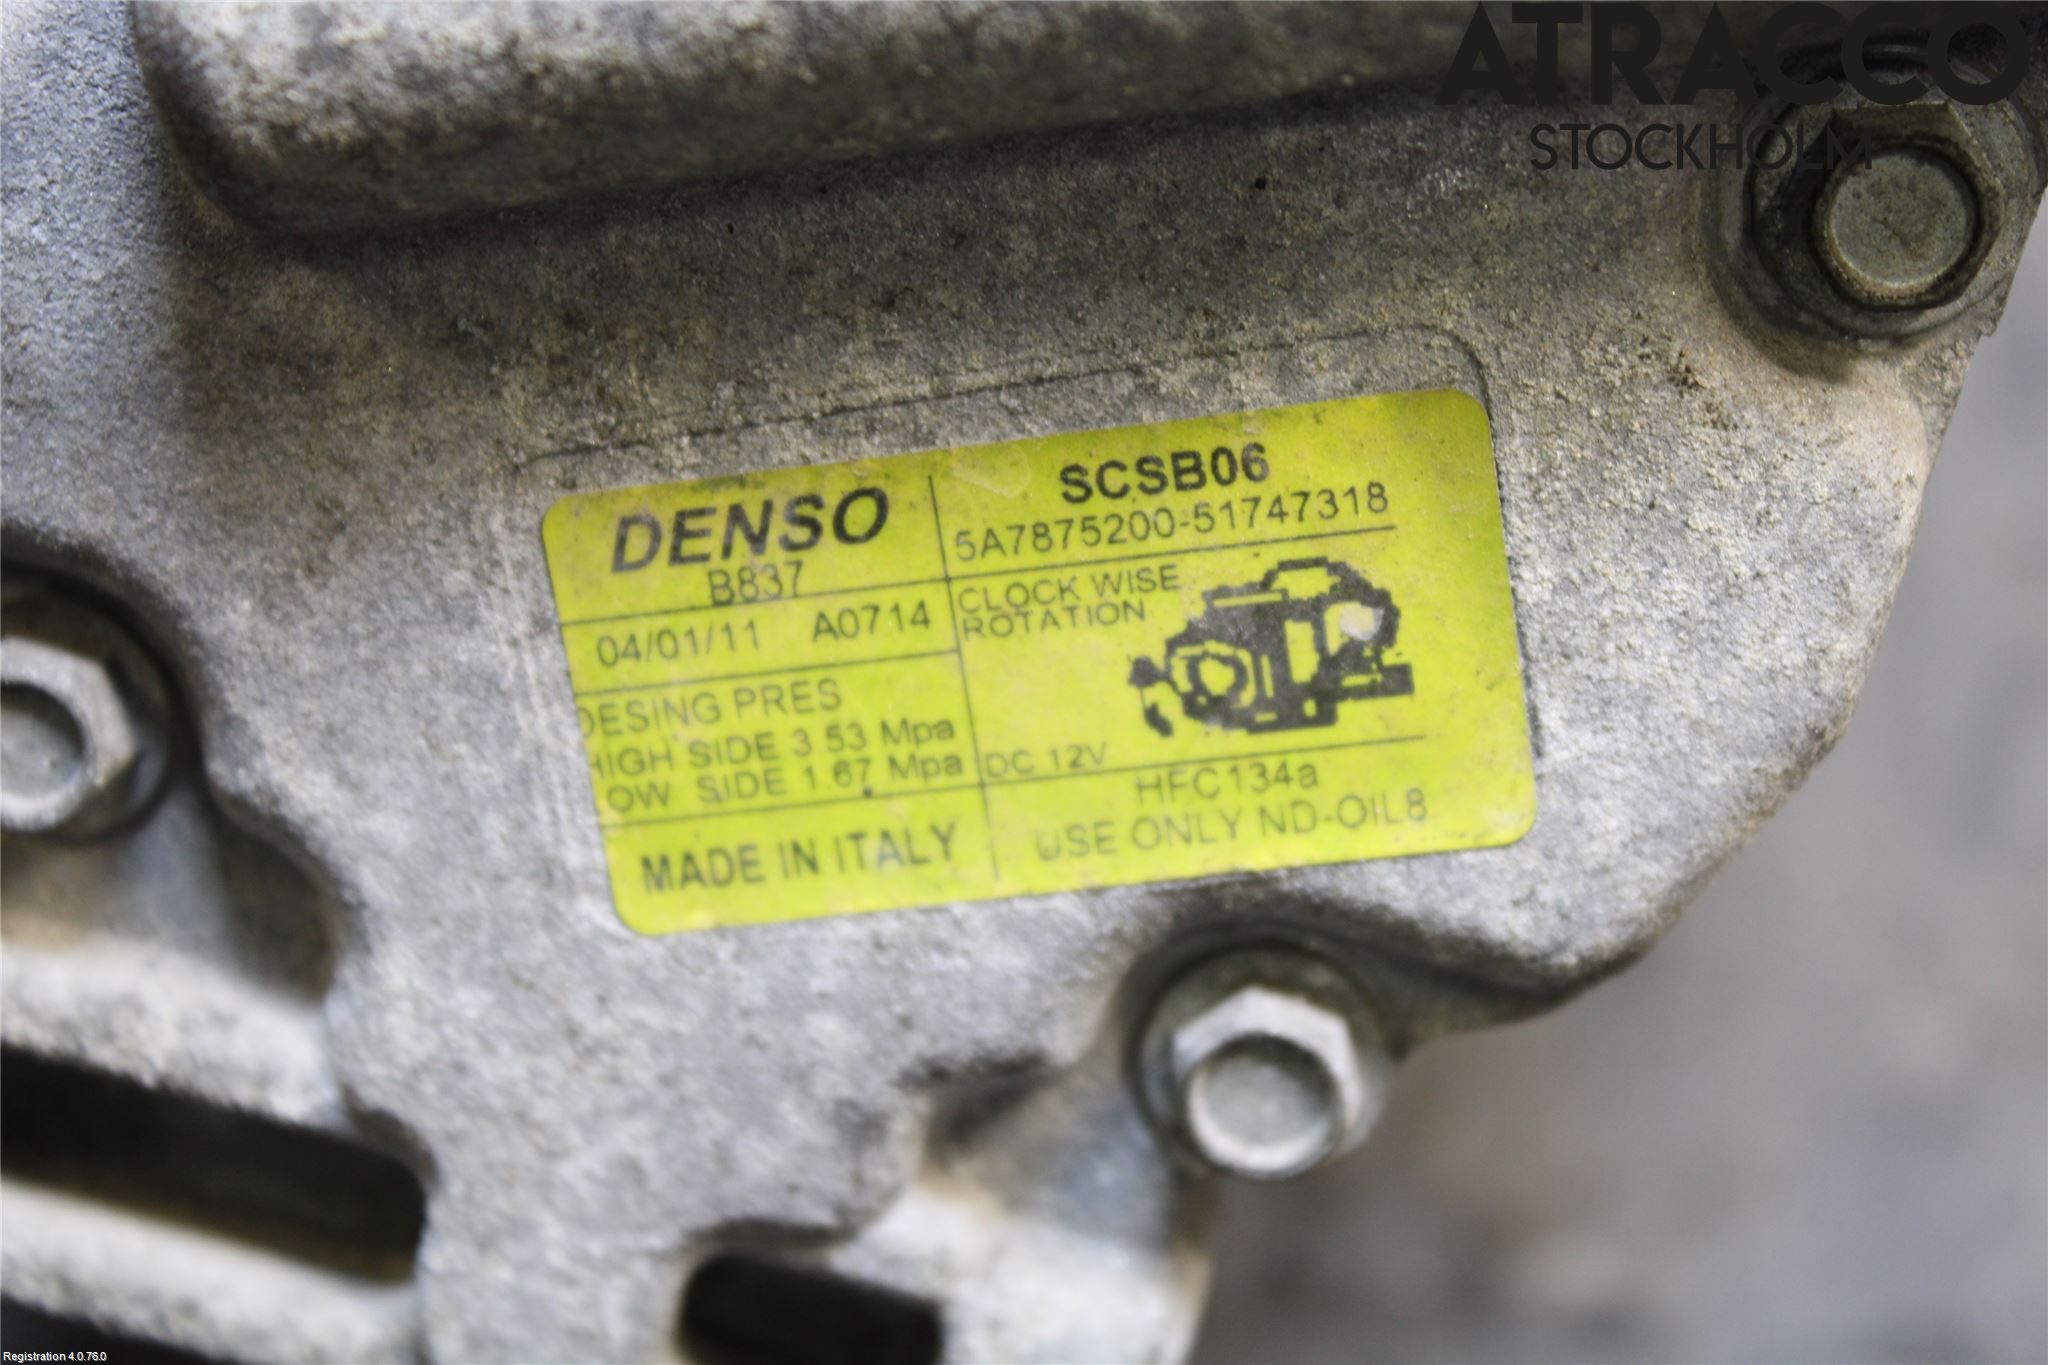 ATRACCO
STOCKHOLM
DENSO
B837
SCSB06
5A7875200-51747318
04/01/11 A0714
CLOCK WISE
ROTATION
DESING PRES
HIGH SIDE 3 53 Mpa
LOW SIDE 1.67 Mpa
DC 12V
MADE IN ITALY
HFC134a
USE ONLY ND-OIL8
Registration 4.0.76.0